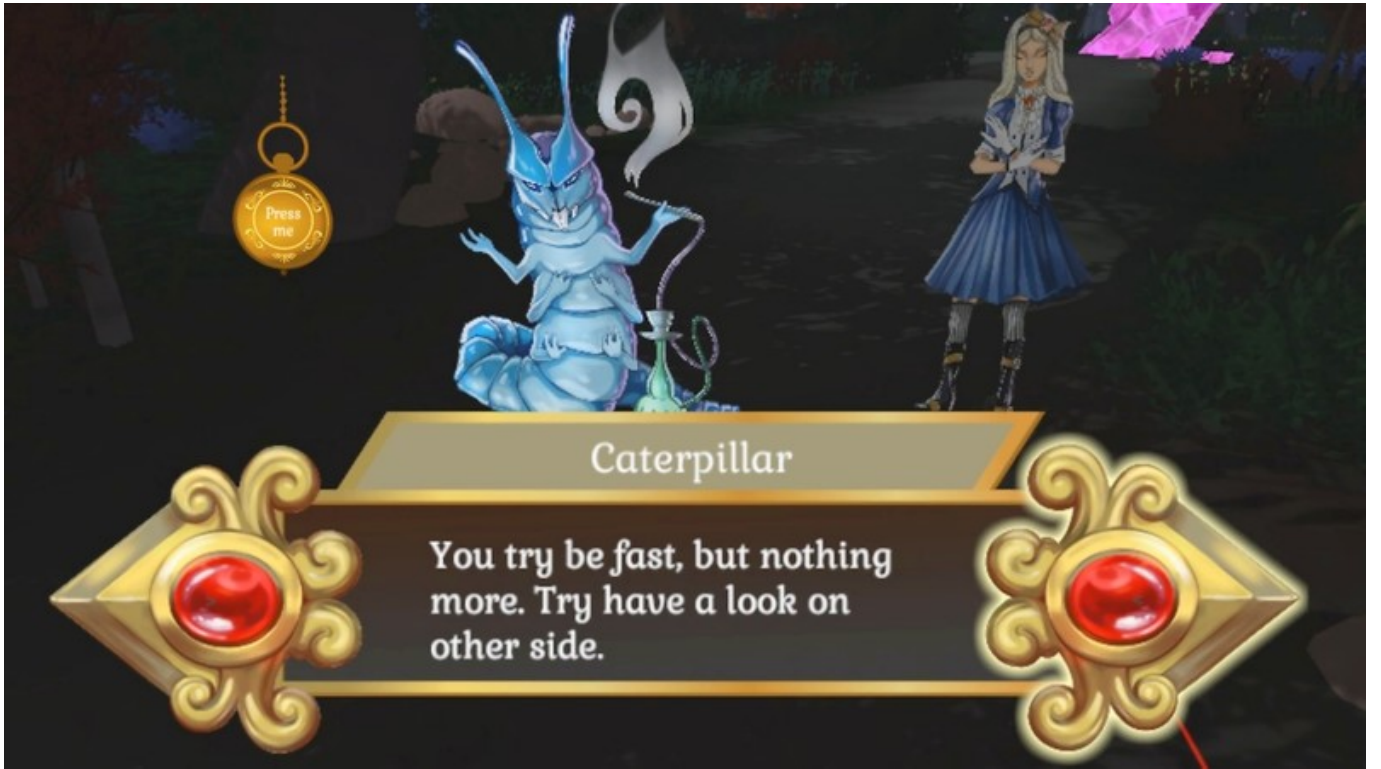 Press
me
Caterpillar
You try be fast, but nothing
more. Try have a look on
other side.